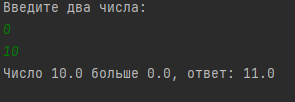 Введите два числа:
0
10
Число 10.0 больше 0.0, ответ: 11.0